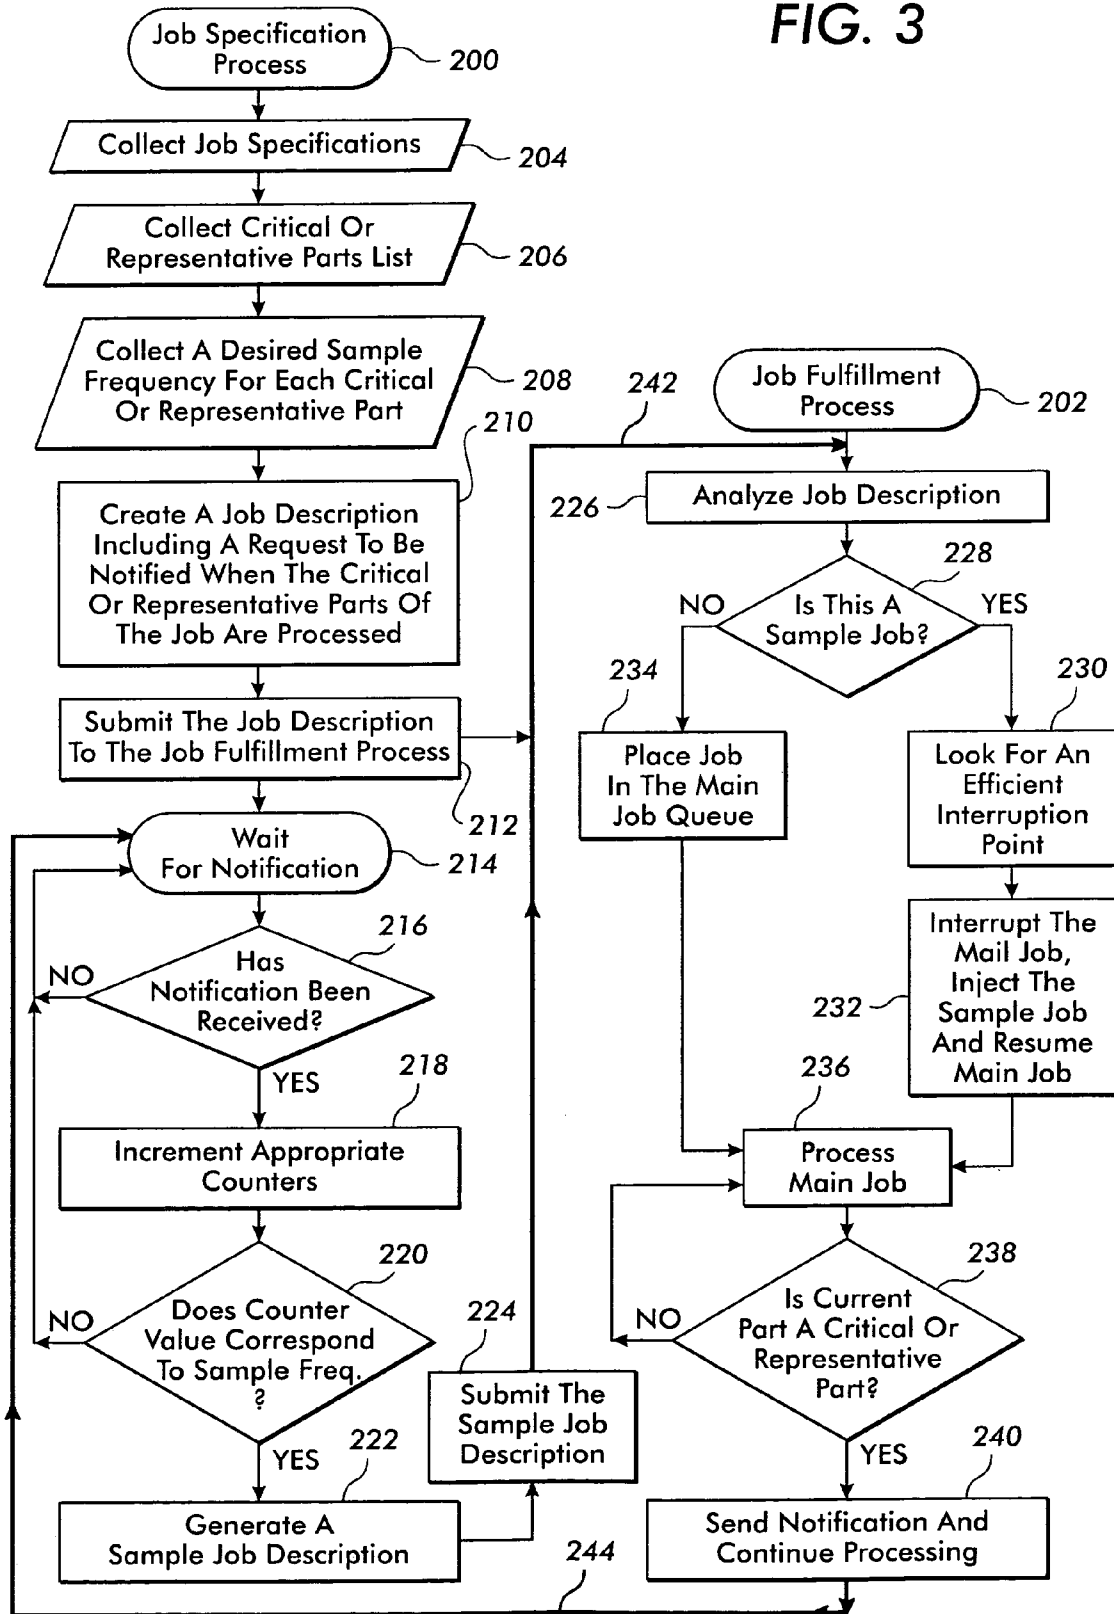 FIG. 3
Job Specification
Process
200
Collect Job Specifications
204
Collect Critical Or
Representative Parts List
206
Collect A Desired Sample
Frequency For Each Critical
Or Representative Part
208
210
Create A Job Description
Including A Request To Be
Notified When The Critical
Or Representative Parts Of
The Job Are Processed
Submit The Job Description
To The Job Fulfillment Process
212
Wait
For Notification
214
216
Has
Notification Been
Received?
NO
YES
218
Increment Appropriate
Counters
220
Does Counter
Value Correspond
To Sample Freq.
?
NO
YES
222
Generate A
Sample Job Description
224
Submit The
Sample Job
Description
242
Job Fulfillment
Process
202
226
Analyze Job Description
228
Is This A
Sample Job?
NO
YES
234
Place Job
In The Main
Job Queue
230
Look For An
Efficient
Interruption
Point
232
Interrupt The
Mail Job,
Inject The
Sample Job
And Resume
Main Job
236
Process
Main Job
238
Is Current
Part A Critical Or
Representative
Part?
NO
YES
240
Send Notification And
Continue Processing
244